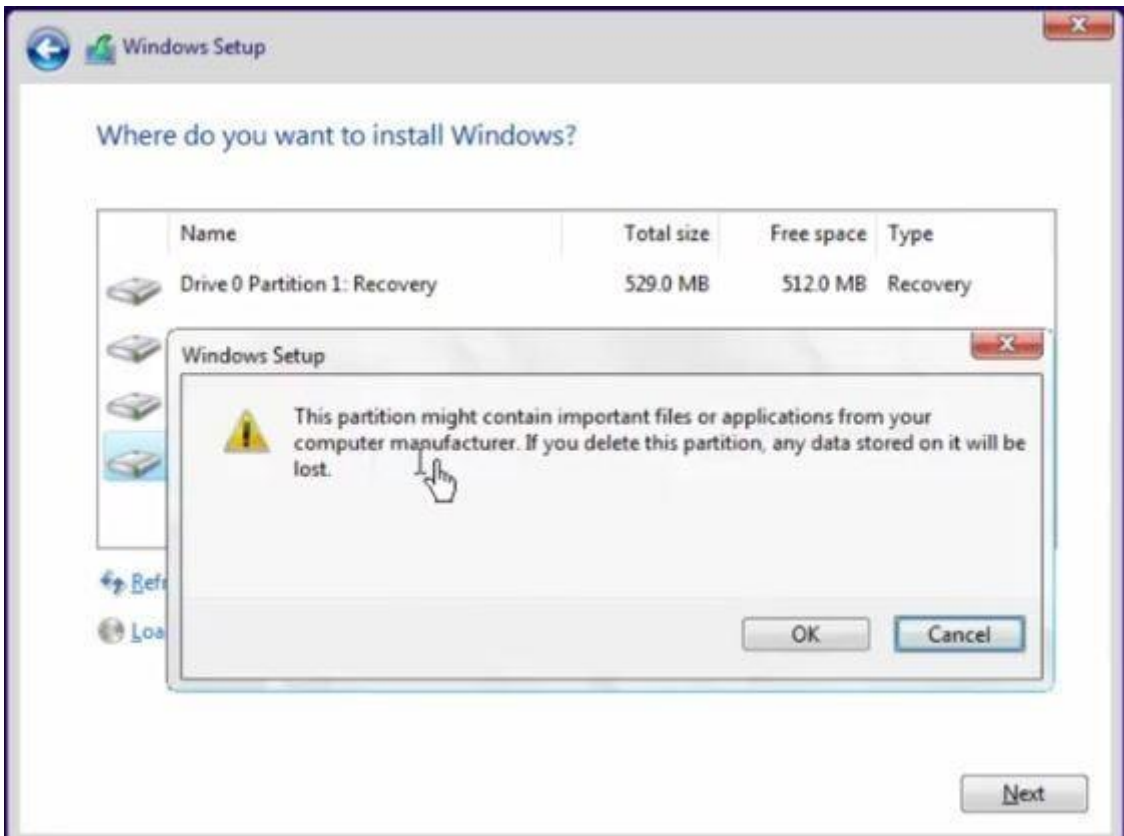 Windows Setup
Where do you want to install Windows?
Name Total size Free space Type
Drive 0 Partition 1: Recovery 529.0 MB 512.0 MB Recovery
Windows Setup
This partition might contain important files or applications from your
computer manufacturer. If you delete this partition, any data stored on it will be
lost.
Refr
Loa
OK Cancel
Next